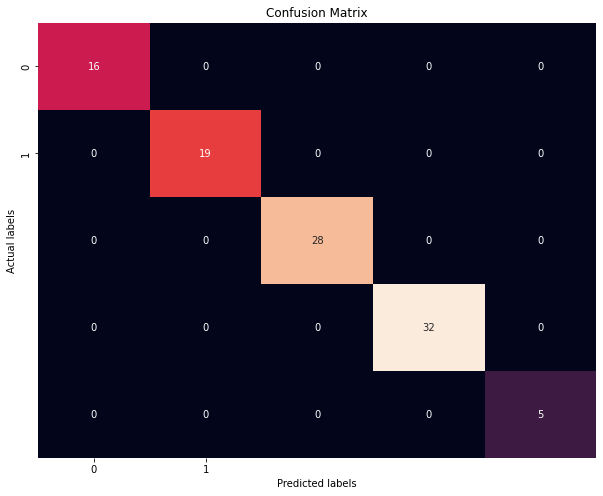 Confusion Matrix
0 16 0 0 0 0
1 0 19 0 0 0
Actual labels
0 0 28 0 0
0 0 0 32 0
0 0 0 0 5
0 1
Predicted labels